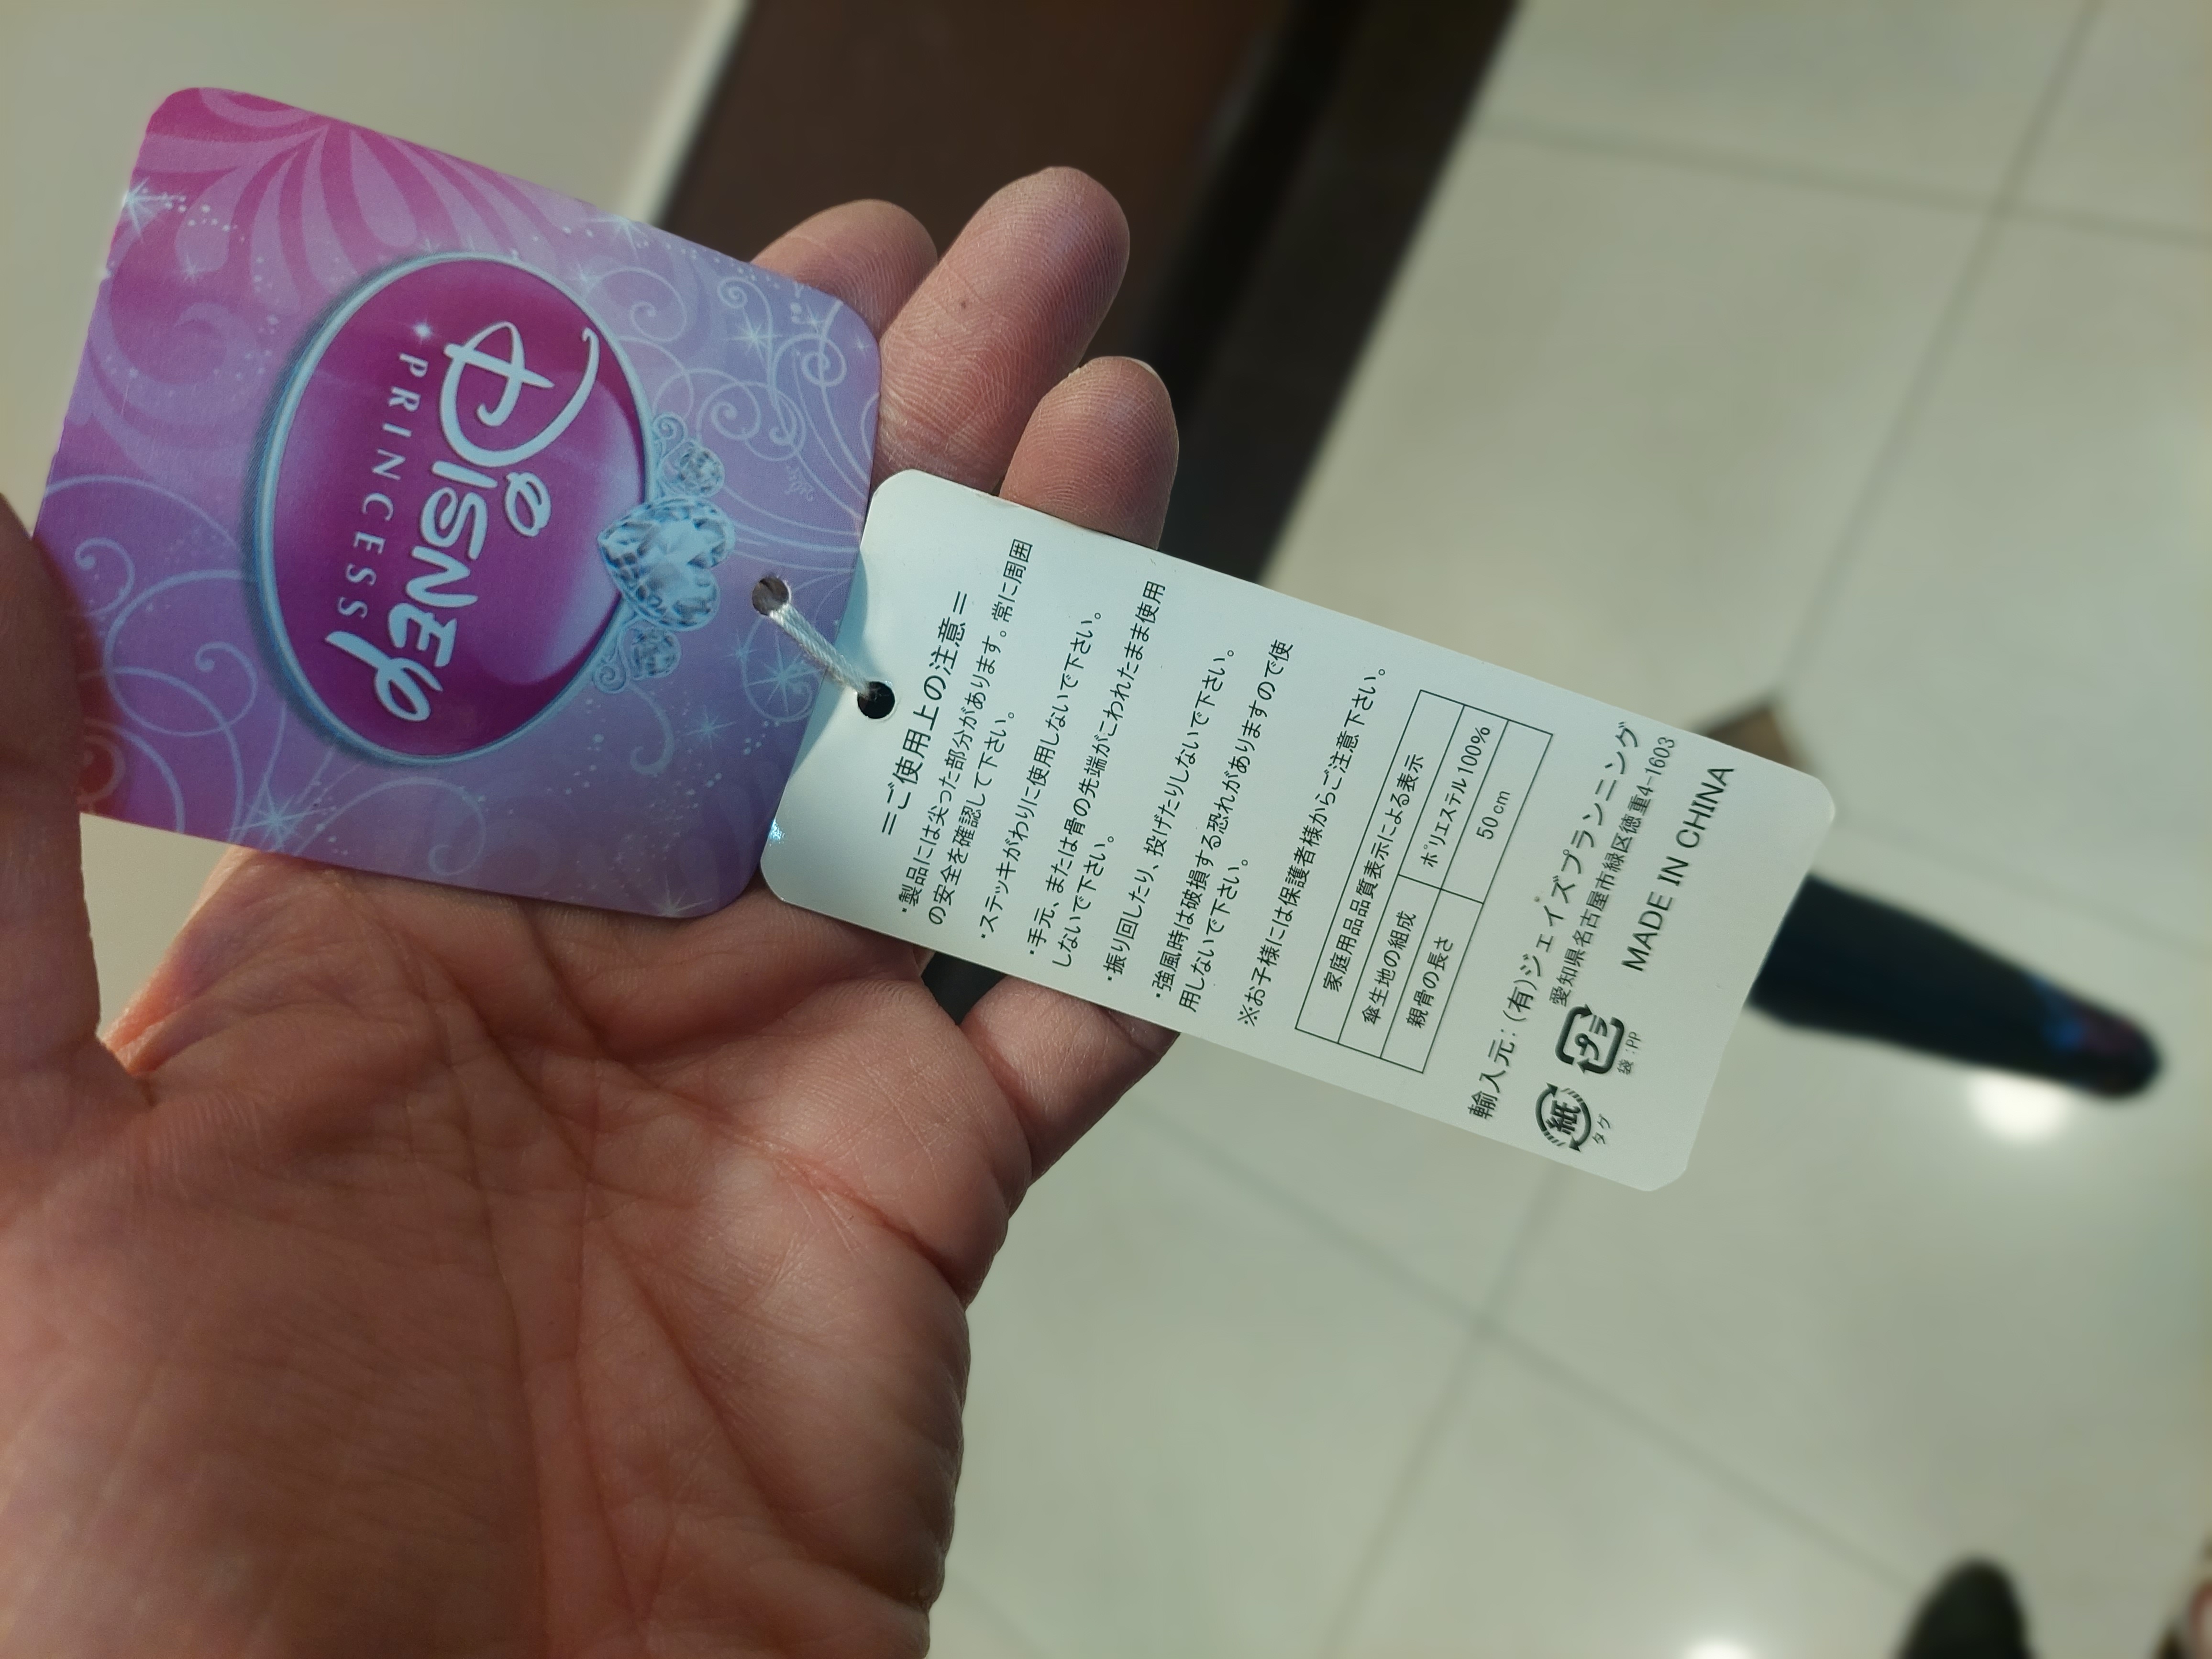 Disney
PRINCESS
=ご使用上の注意=
・製品には尖った部分があります。常に周囲
の安全を確認して下さい。
・ステッキがわりに使用しないで下さい。
・手元、または骨の先端がこわれたまま使用
しないで下さい。
・振り回したり、投げたりしないで下さい。
・強風時は破損する恐れがありますので使
用しないで下さい。
※お子様には保護者様からご注意下さい。
家庭用品品質表示による表示
傘生地の組成 ポリエステル100%
親骨の長さ 50cm
輸入元：(有)ジェイズプランニング
愛知県名古屋市緑区徳重4-1603
紙 プラ MADE IN CHINA
タグ 袋:PP